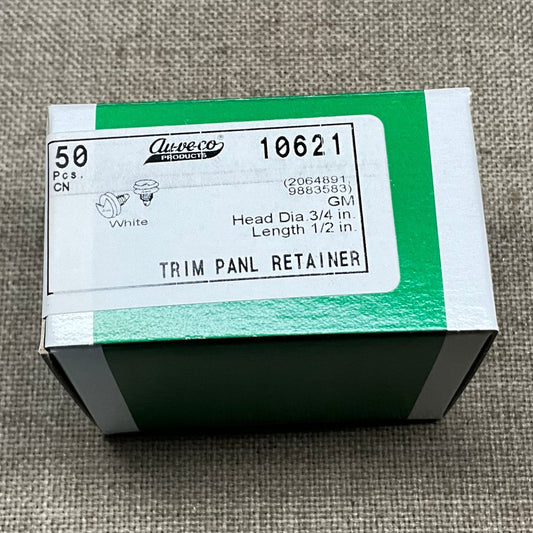 50
Pcs.
CN
au-ve-co
PRODUCTS
10621
(2064891,
9883583)
GM
Head Dia.3/4 in.
Length 1/2 in.
White
TRIM PANL RETAINER